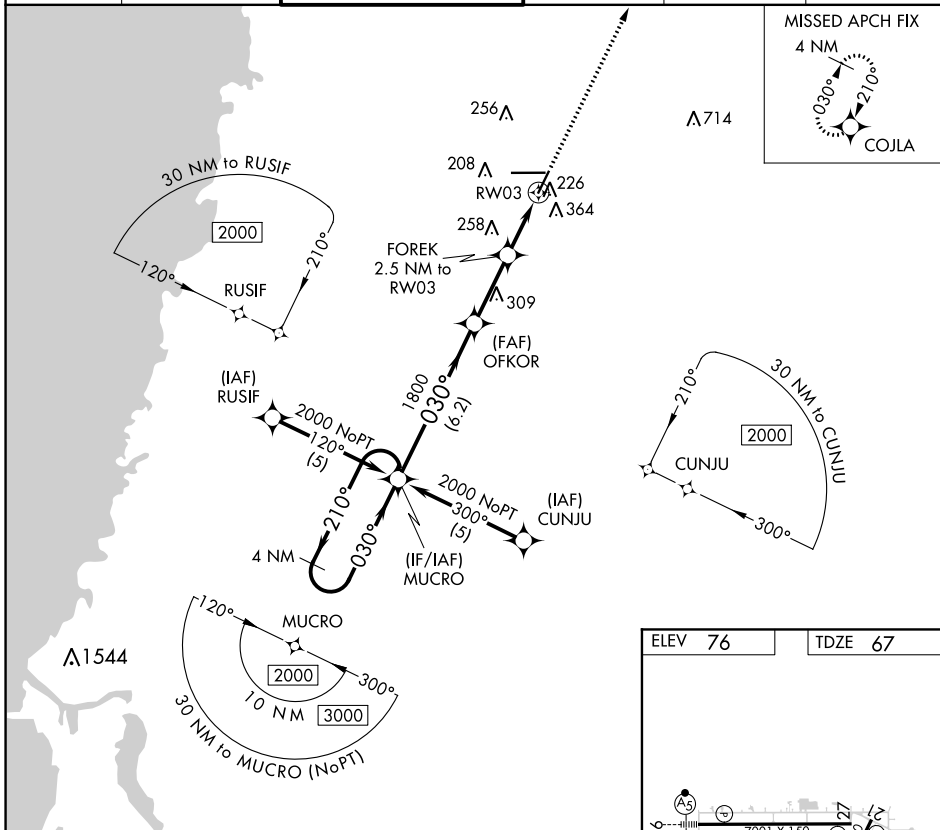 MISSED APCH FIX
4 NM
030°
210°
COJLA
256
714
208
RW03
226
364
258
FOREK
2.5 NM to
RW03
309
(FAF)
OFKOR
30 NM to RUSIF
2000
120°
210°
RUSIF
(IAF)
RUSIF
2000 NoPT
120°
(5)
1800
030°
(6.2)
2000 NoPT
300°
(5)
(IAF)
CUNJU
210°
030°
4 NM
(IF/IAF)
MUCRO
30 NM to CUNJU
210°
2000
CUNJU
300°
120°
MUCRO
2000
300°
10 NM
3000
30 NM to MUCRO (NoPT)
1544
ELEV 76
TDZE 67
A5
P
27
21